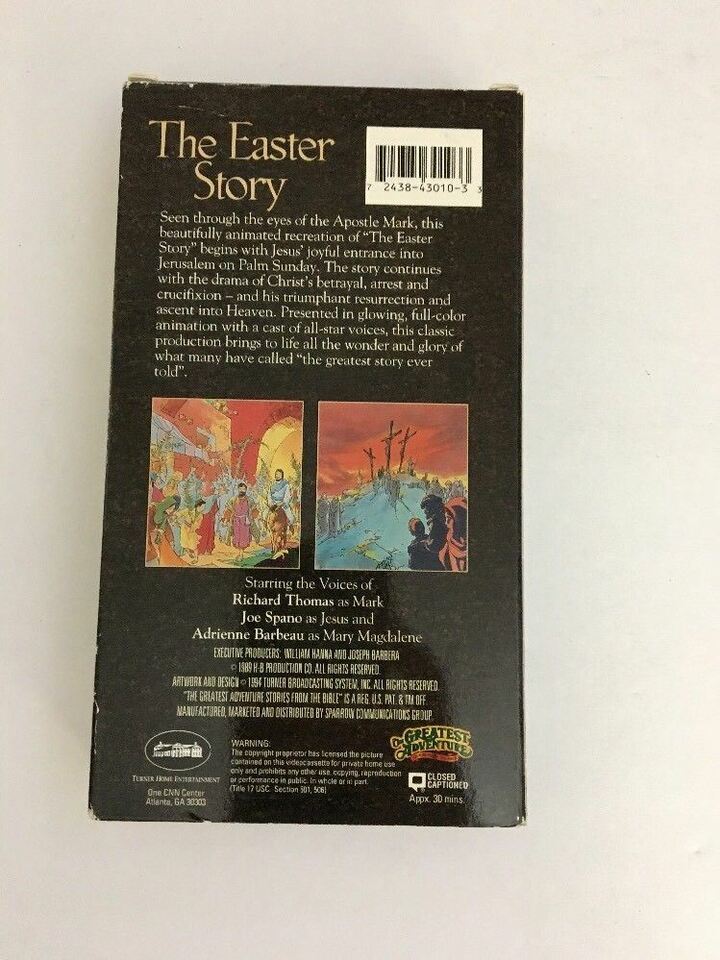 The Easter
Story
7 2438-43010-3 3
Seen through the eyes of the Apostle Mark, this
beautifully animated recreation of "The Easter
Story" begins with Jesus' joyful entrance into
Jerusalem on Palm Sunday. The story continues
with the drama of Christ's betrayal, arrest and
crucifixion – and his triumphant resurrection and
ascent into Heaven. Presented in glowing, full-color
animation with a cast of all-star voices, this classic
production brings to life all the wonder and glory of
what many have called "the greatest story ever
told".
Starring the Voices of
Richard Thomas as Mark
Joe Spano as Jesus and
Adrienne Barbeau as Mary Magdalene
EXECUTIVE PRODUCERS: WILLIAM HANNA AND JOSEPH BARBERA
© 1989 H-B PRODUCTION CO. ALL RIGHTS RESERVED.
ARTWORK AND DESIGN © 1994 TURNER BROADCASTING SYSTEM, INC. ALL RIGHTS RESERVED.
"THE GREATEST ADVENTURE STORIES FROM THE BIBLE" IS A REG. U.S. PAT. & TM OFF.
MANUFACTURED, MARKETED AND DISTRIBUTED BY SPARROW COMMUNICATIONS GROUP.
TURNER HOME ENTERTAINMENT
One CNN Center
Atlanta, GA 30303
WARNING:
The copyright proprietor has licensed the picture
contained on this videocassette for private home use
only and prohibits any other use, copying, reproduction
or performance in public. In whole or in part
(Title 17 USC. Section 501, 506)
The GREATEST
ADVENTURE
CLOSED
CAPTIONED
Appx. 30 mins.